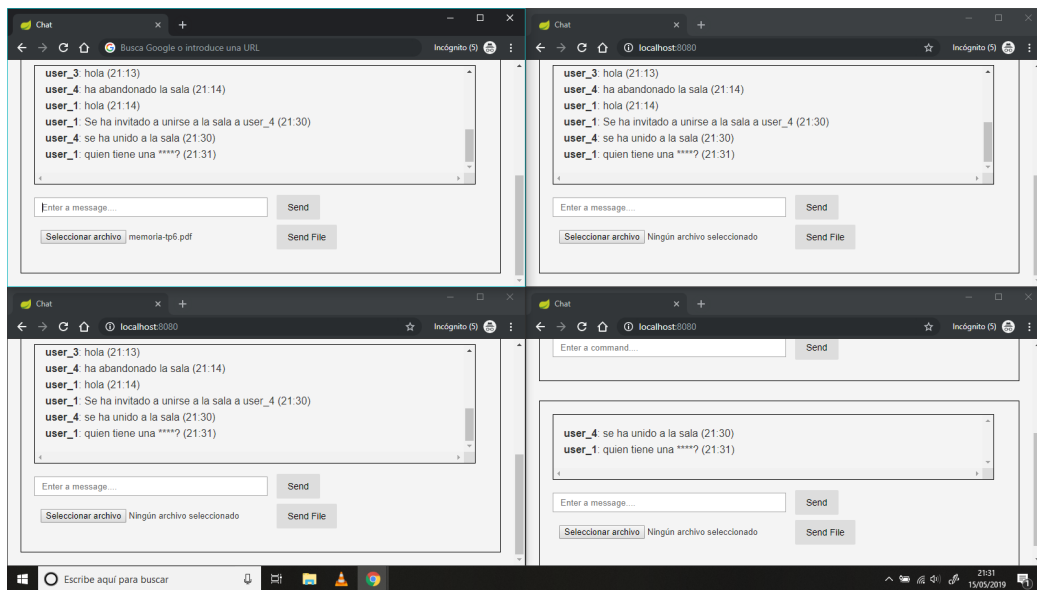 Chat
Busca Google o introduce una URL
Incógnito (5)
user_3: hola (21:13)
user_4: ha abandonado la sala (21:14)
user_1: hola (21:14)
user_1: Se ha invitado a unirse a la sala a user_4 (21:30)
user_4: se ha unido a la sala (21:30)
user_1: quien tiene una ****? (21:31)
Enter a message....
Send
Seleccionar archivo memoria-tp6.pdf
Send File
Chat
localhost:8080
Incógnito (5)
user_3: hola (21:13)
user_4: ha abandonado la sala (21:14)
user_1: hola (21:14)
user_1: Se ha invitado a unirse a la sala a user_4 (21:30)
user_4: se ha unido a la sala (21:30)
user_1: quien tiene una ****? (21:31)
Enter a message....
Send
Seleccionar archivo Ningún archivo seleccionado
Send File
Chat
localhost:8080
Incógnito (5)
user_3: hola (21:13)
user_4: ha abandonado la sala (21:14)
user_1: hola (21:14)
user_1: Se ha invitado a unirse a la sala a user_4 (21:30)
user_4: se ha unido a la sala (21:30)
user_1: quien tiene una ****? (21:31)
Enter a message....
Send
Seleccionar archivo Ningún archivo seleccionado
Send File
Chat
localhost:8080
Incógnito (5)
Enter a command....
Send
user_4: se ha unido a la sala (21:30)
user_1: quien tiene una ****? (21:31)
Enter a message....
Send
Seleccionar archivo Ningún archivo seleccionado
Send File
Escribe aquí para buscar
21:31
15/05/2019
1